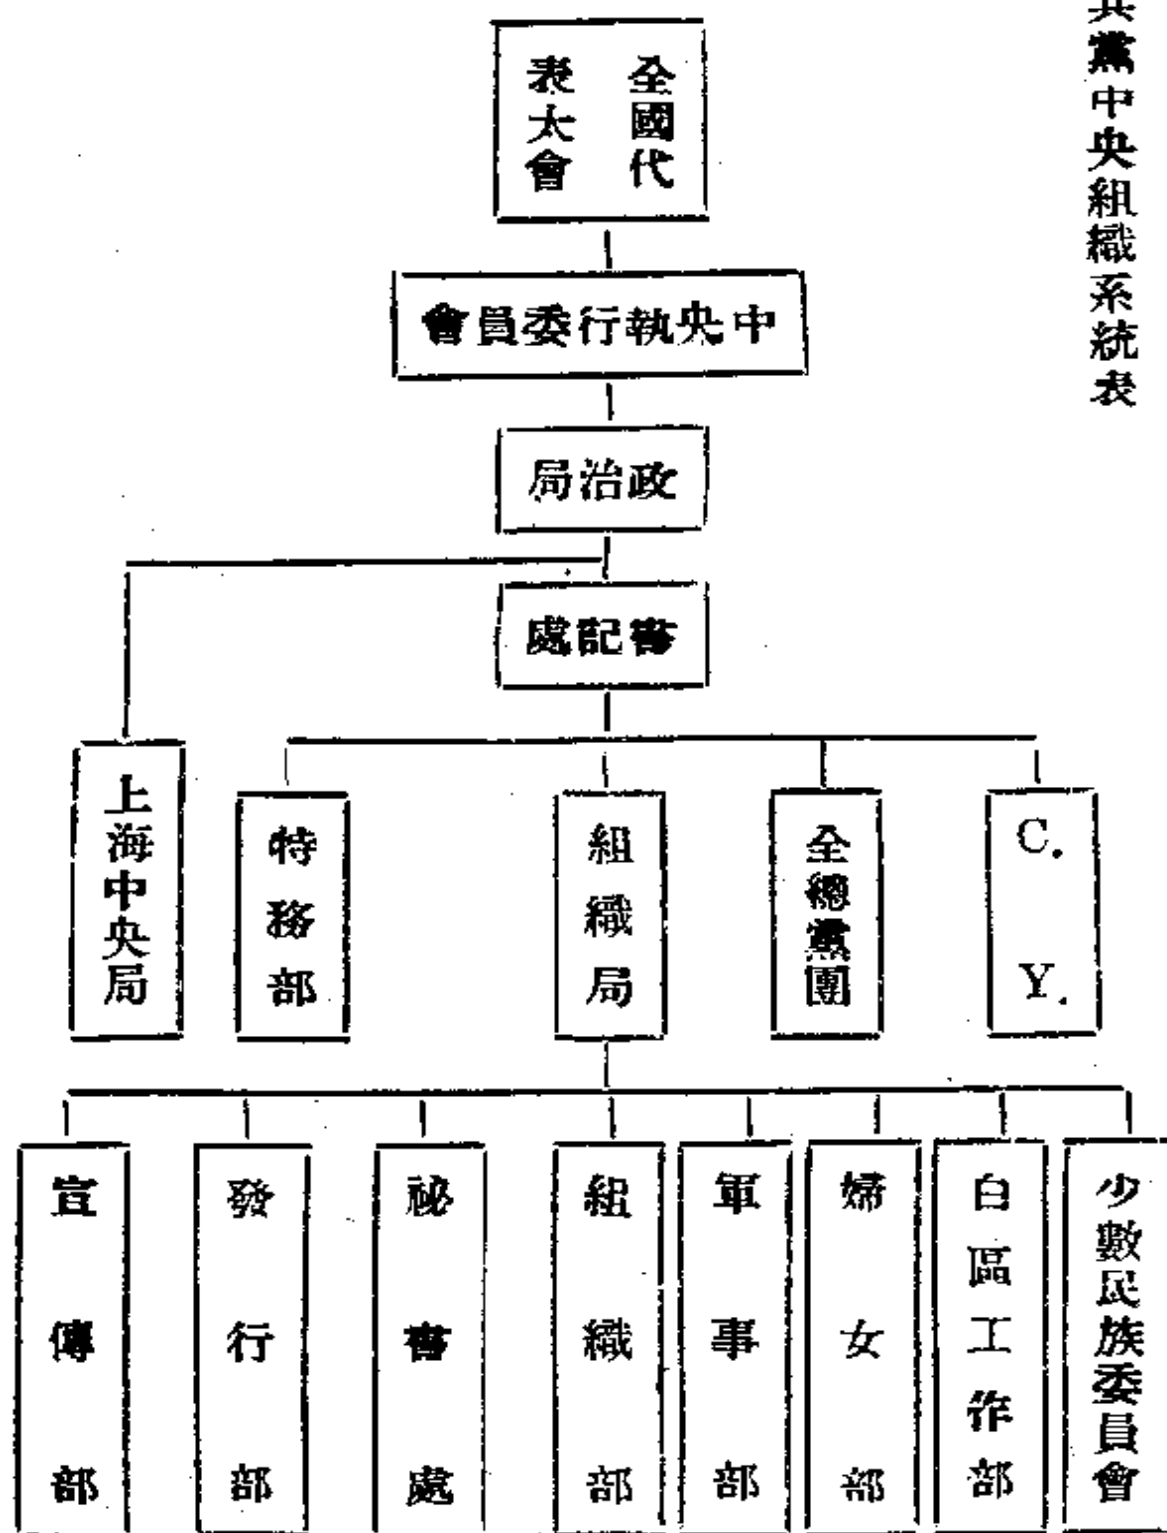 共黨中央組織系統表
全國代
表大會
中央執行委員會
政治局
書記處
C. Y.
全總黨團
組織局
特務部
上海中央局
少數民族委員會
白區工作部
婦女部
軍事部
組織部
祕書處
發行部
宣傳部